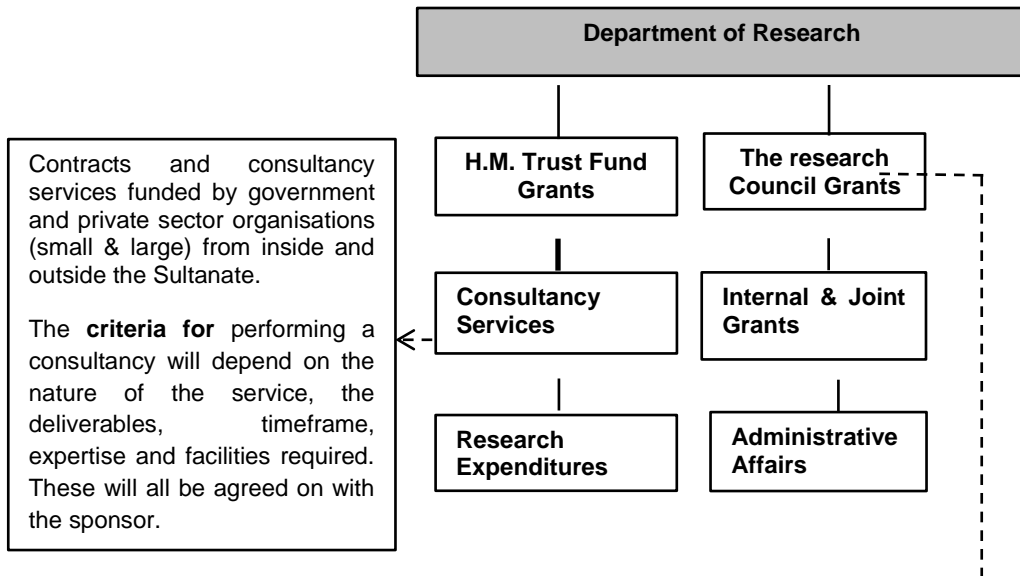 Department of Research
H.M. Trust Fund
Grants
The research
Council Grants
Contracts and consultancy
services funded by government
and private sector organisations
(small & large) from inside and
outside the Sultanate.
The criteria for performing a
consultancy will depend on the
nature of the service, the
deliverables, timeframe,
expertise and facilities required.
These will all be agreed on with
the sponsor.
Consultancy
Services
Internal & Joint
Grants
Research
Expenditures
Administrative
Affairs